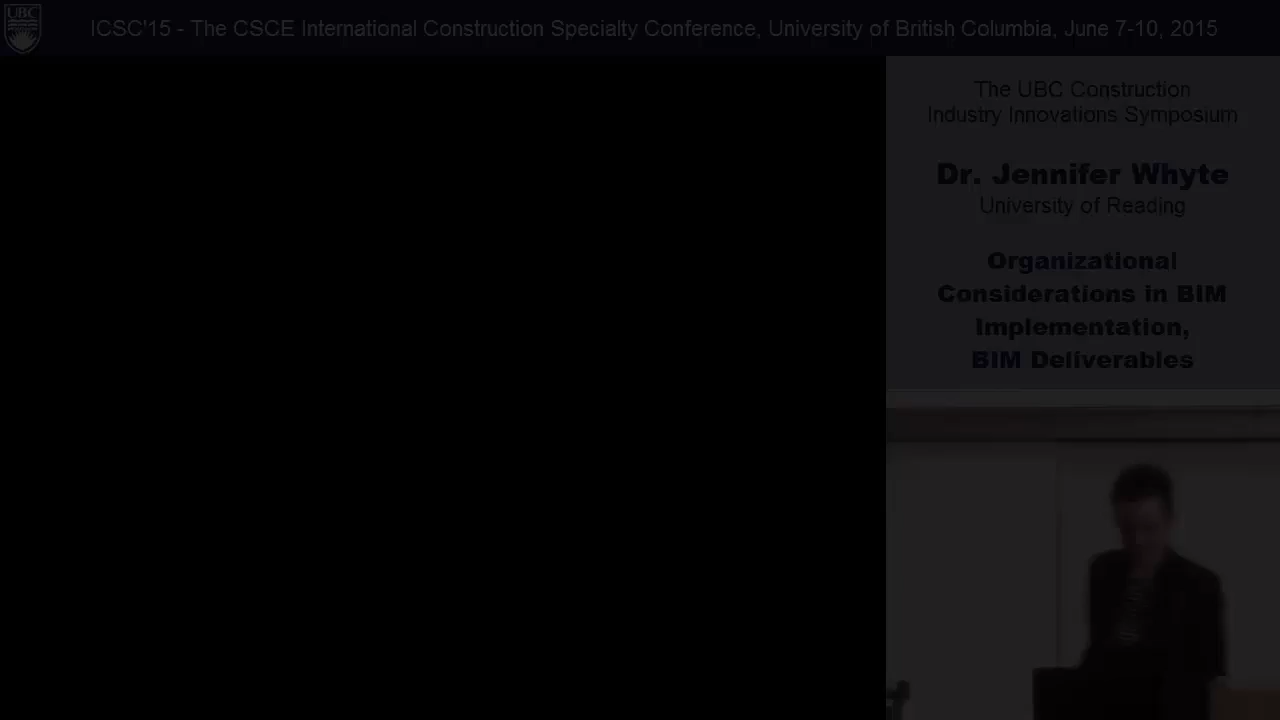 UBC
ICSC'15 - The CSCE International Construction Specialty Conference, University of British Columbia, June 7-10, 2015
The UBC Construction
Industry Innovations Symposium
Dr. Jennifer Whyte
University of Reading
Organizational
Considerations in BIM
Implementation,
BIM Deliverables